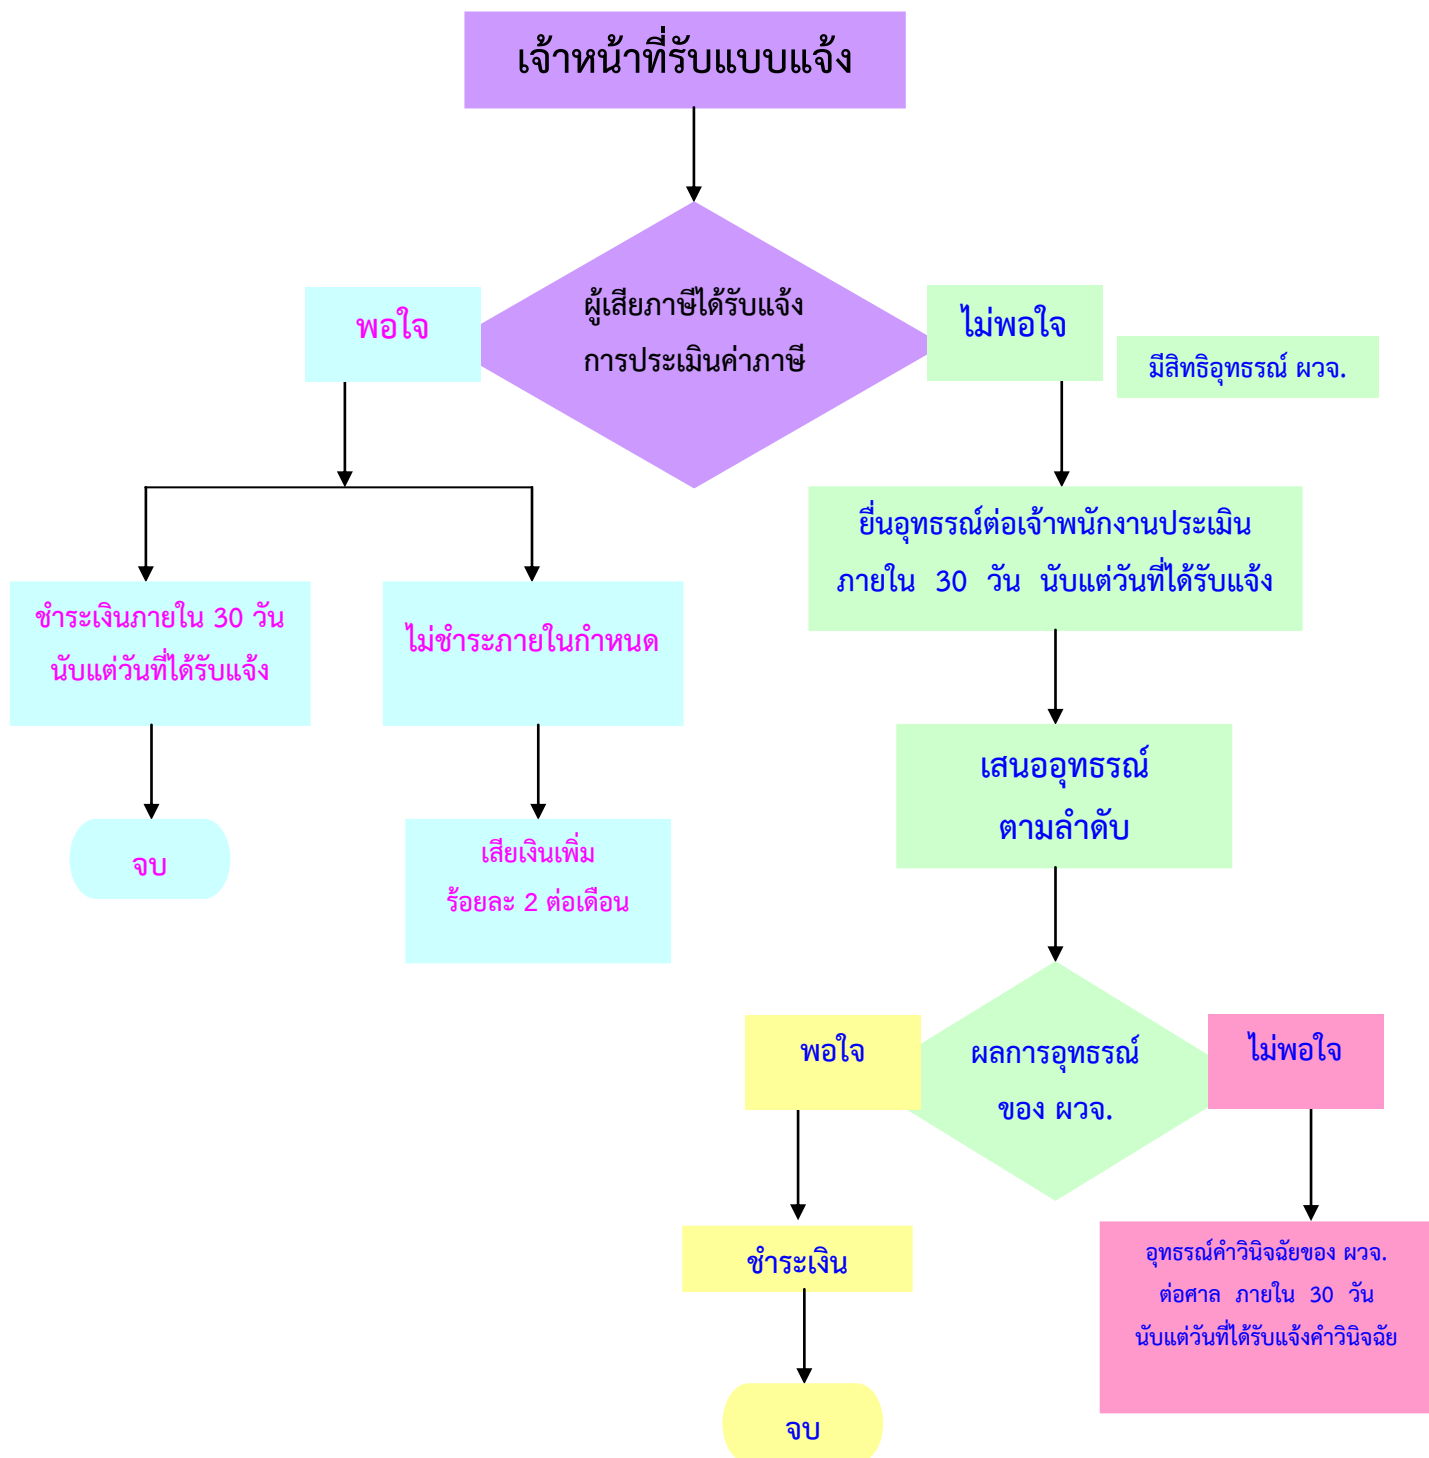 เจ้าหน้าที่รับแบบแจ้ง
ผู้เสียภาษีได้รับแจ้ง
การประเมินค่าภาษี
พอใจ
ไม่พอใจ
มีสิทธิอุทธรณ์ ผวจ.
ชำระเงินภายใน 30 วัน
นับแต่วันที่ได้รับแจ้ง
ไม่ชำระภายในกำหนด
ยื่นอุทธรณ์ต่อเจ้าพนักงานประเมิน
ภายใน 30 วัน นับแต่วันที่ได้รับแจ้ง
จบ
เสียเงินเพิ่ม
ร้อยละ 2 ต่อเดือน
เสนออุทธรณ์
ตามลำดับ
พอใจ
ผลการอุทธรณ์
ของ ผวจ.
ไม่พอใจ
ชำระเงิน
อุทธรณ์คำวินิจฉัยของ ผวจ.
ต่อศาล ภายใน 30 วัน
นับแต่วันที่ได้รับแจ้งคำวินิจฉัย
จบ